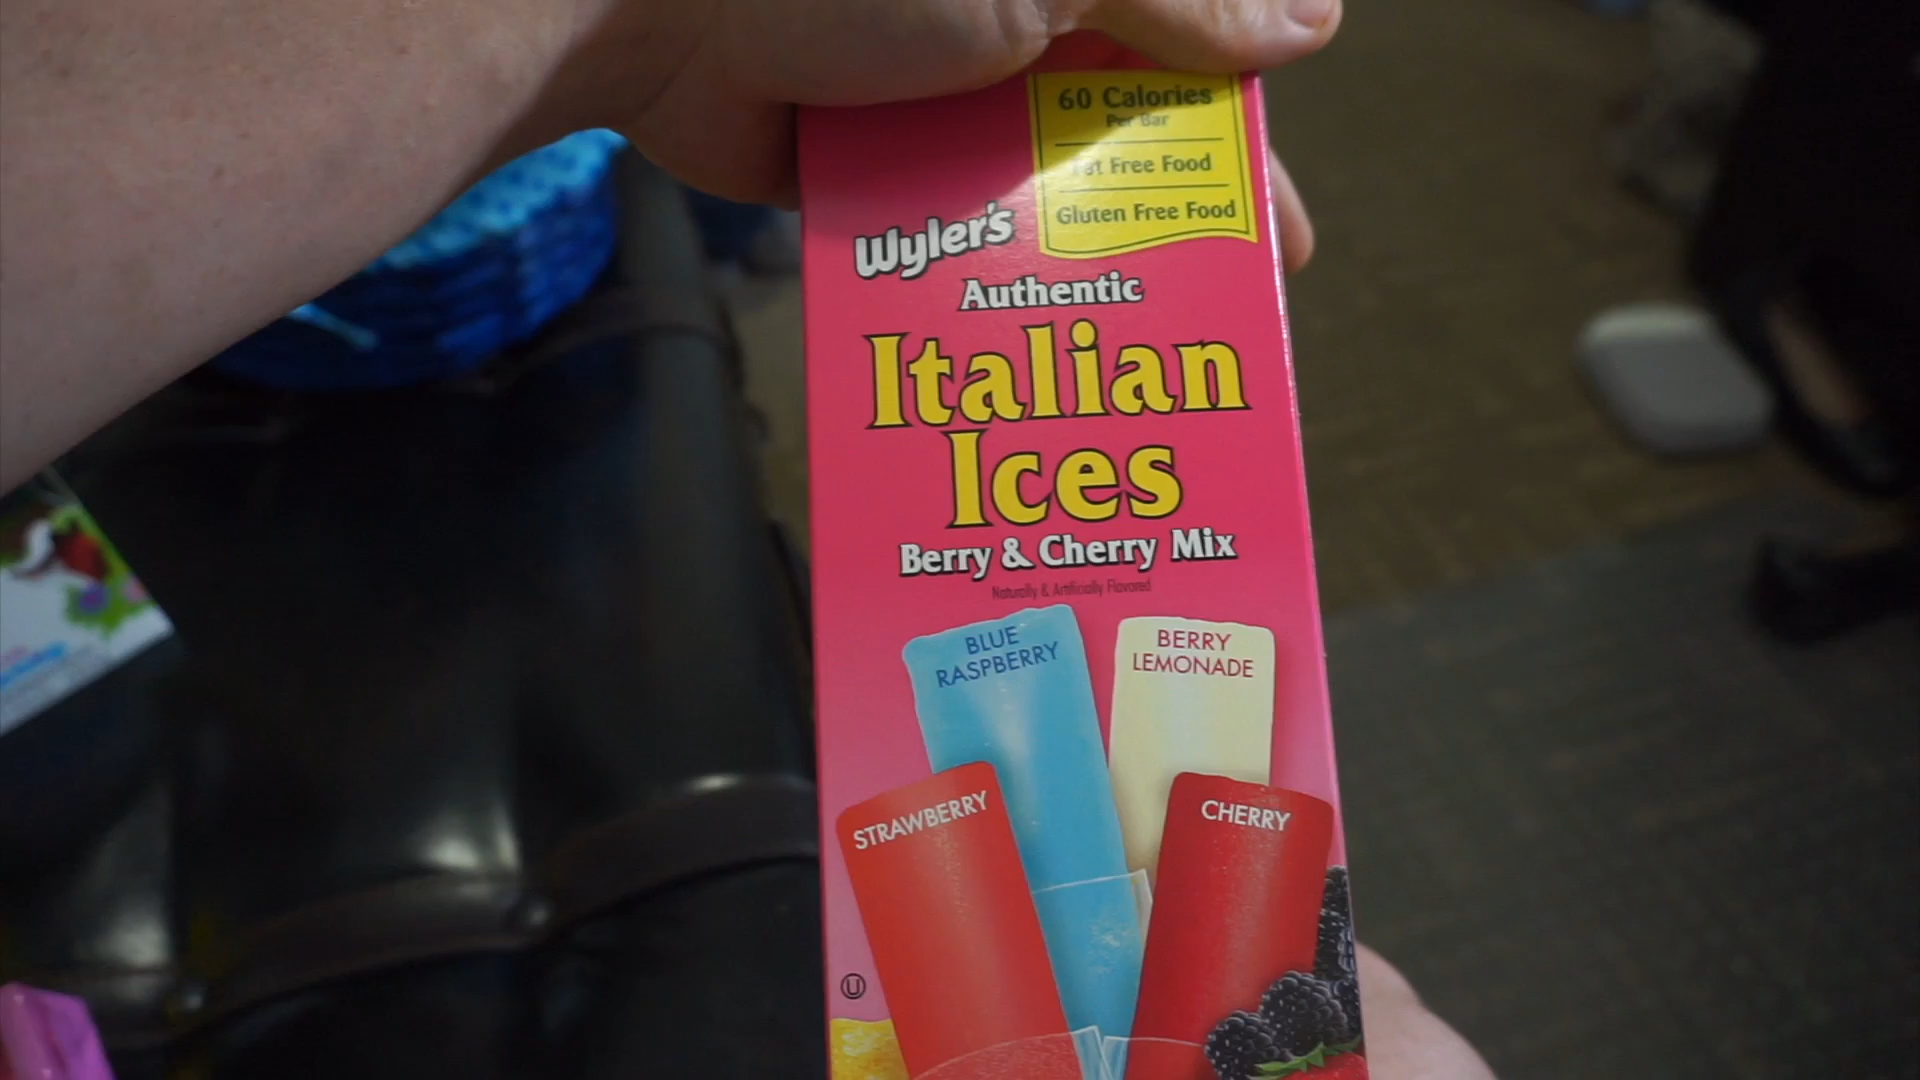 60 Calories
Per Bar
Fat Free Food
Gluten Free Food
Wyler's
Authentic
Italian
Ices
Berry & Cherry Mix
Naturally & Artificially Flavored
BLUE
RASPBERRY
BERRY
LEMONADE
STRAWBERRY
CHERRY
U